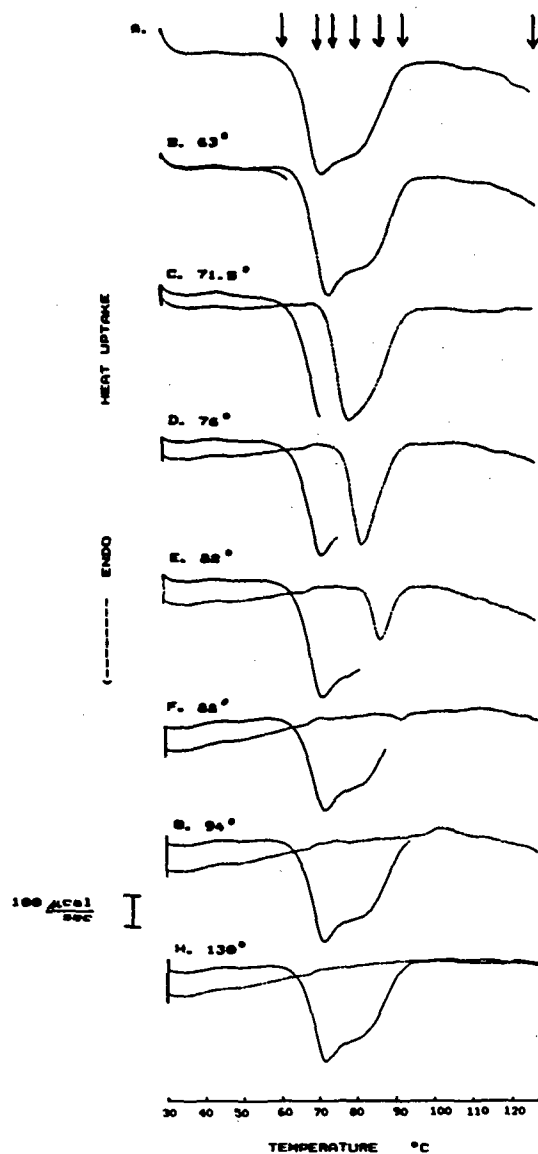 A.
B. 63°
C. 71.5°
HEAT UPTAKE
D. 76°
E. 82°
<------- ENDO
F. 88°
G. 94°
100 μcal
sec
H. 130°
30 40 50 60 70 80 90 100 110 120
TEMPERATURE °C